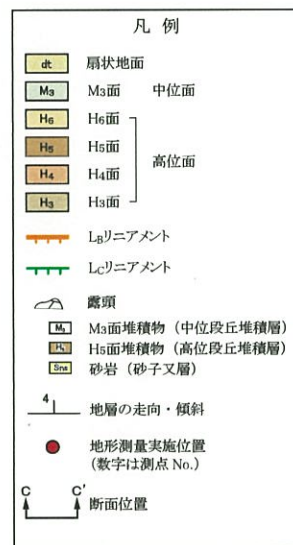 凡 例
dt 扇状地面
M3 M3面 中位面
H6 H6面
H5 H5面
高位面
H4 H4面
H3 H3面
LBリニアメント
LCリニアメント
露頭
M3 M3面堆積物（中位段丘堆積層）
H5面堆積物（高位段丘堆積層）
Sns 砂岩（砂子又層）
4 地層の走向・傾斜
地形測量実施位置
(数字は測点 No.)
C C' 断面位置